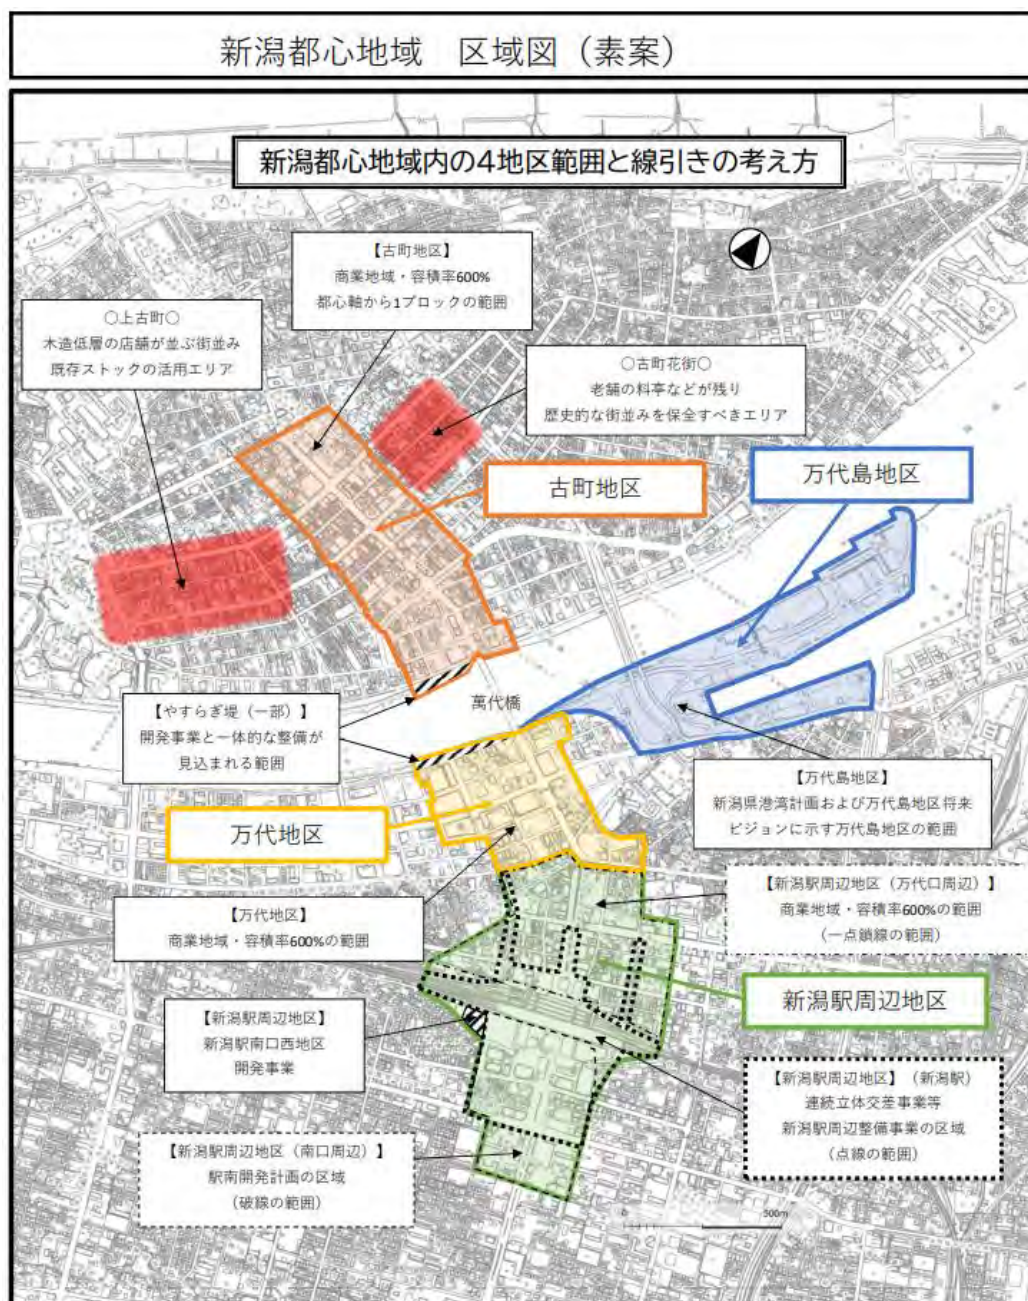 新潟都心地域　区域図（素案）
新潟都心地域内の4地区範囲と線引きの考え方
【古町地区】
商業地域・容積率600%
都心軸から1ブロックの範囲
○上古町○
木造低層の店舗が並ぶ街並み
既存ストックの活用エリア
○古町花街○
老舗の料亭などが残り
歴史的な街並みを保全すべきエリア
古町地区
万代島地区
【やすらぎ堤（一部）】
開発事業と一体的な整備が
見込まれる範囲
萬代橋
【万代島地区】
新潟県港湾計画および万代島地区将来
ビジョンに示す万代島地区の範囲
万代地区
【万代地区】
商業地域・容積率600%の範囲
【新潟駅周辺地区（万代口周辺）】
商業地域・容積率600%の範囲
(一点鎖線の範囲)
新潟駅周辺地区
【新潟駅周辺地区】
新潟駅南口西地区
開発事業
【新潟駅周辺地区】（新潟駅）
連続立体交差事業等
新潟駅周辺整備事業の区域
(点線の範囲)
【新潟駅周辺地区（南口周辺）】
駅南開発計画の区域
(破線の範囲)
0
500m